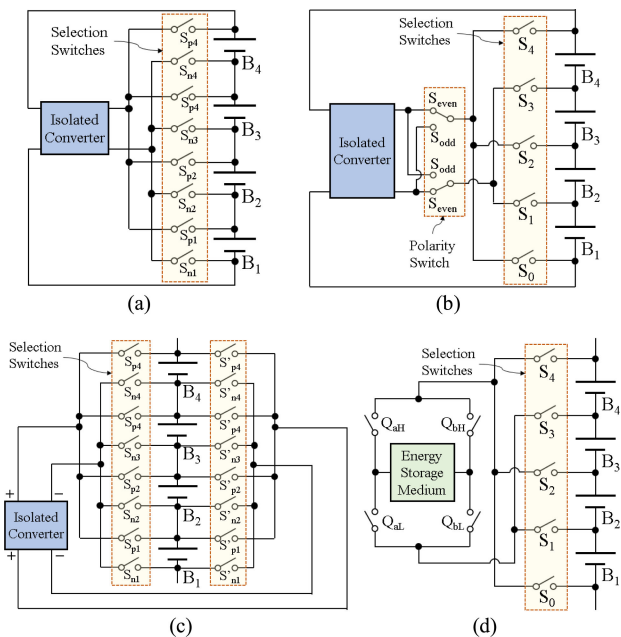 Selection
Switches
S_p4
S_n4
S_p4
S_n3
S_p2
S_n2
S_p1
S_n1
B_4
B_3
B_2
B_1
Isolated
Converter
(a)
Selection
Switches
S_4
S_3
S_2
S_1
S_0
B_4
B_3
B_2
B_1
S_even
S_odd
S_odd
S_even
Isolated
Converter
Polarity
Switch
(b)
Selection
Switches
S_p4
S_n4
S_p4
S_n3
S_p2
S_n2
S_p1
S_n1
B_4
B_3
B_2
B_1
S'_p4
S'_n4
S'_p4
S'_n3
S'_p2
S'_n2
S'_p1
S'_n1
+ −
Isolated
Converter
+ −
(c)
Selection
Switches
S_4
S_3
S_2
S_1
S_0
B_4
B_3
B_2
B_1
Q_aH
Q_bH
Energy
Storage
Medium
Q_aL
Q_bL
(d)